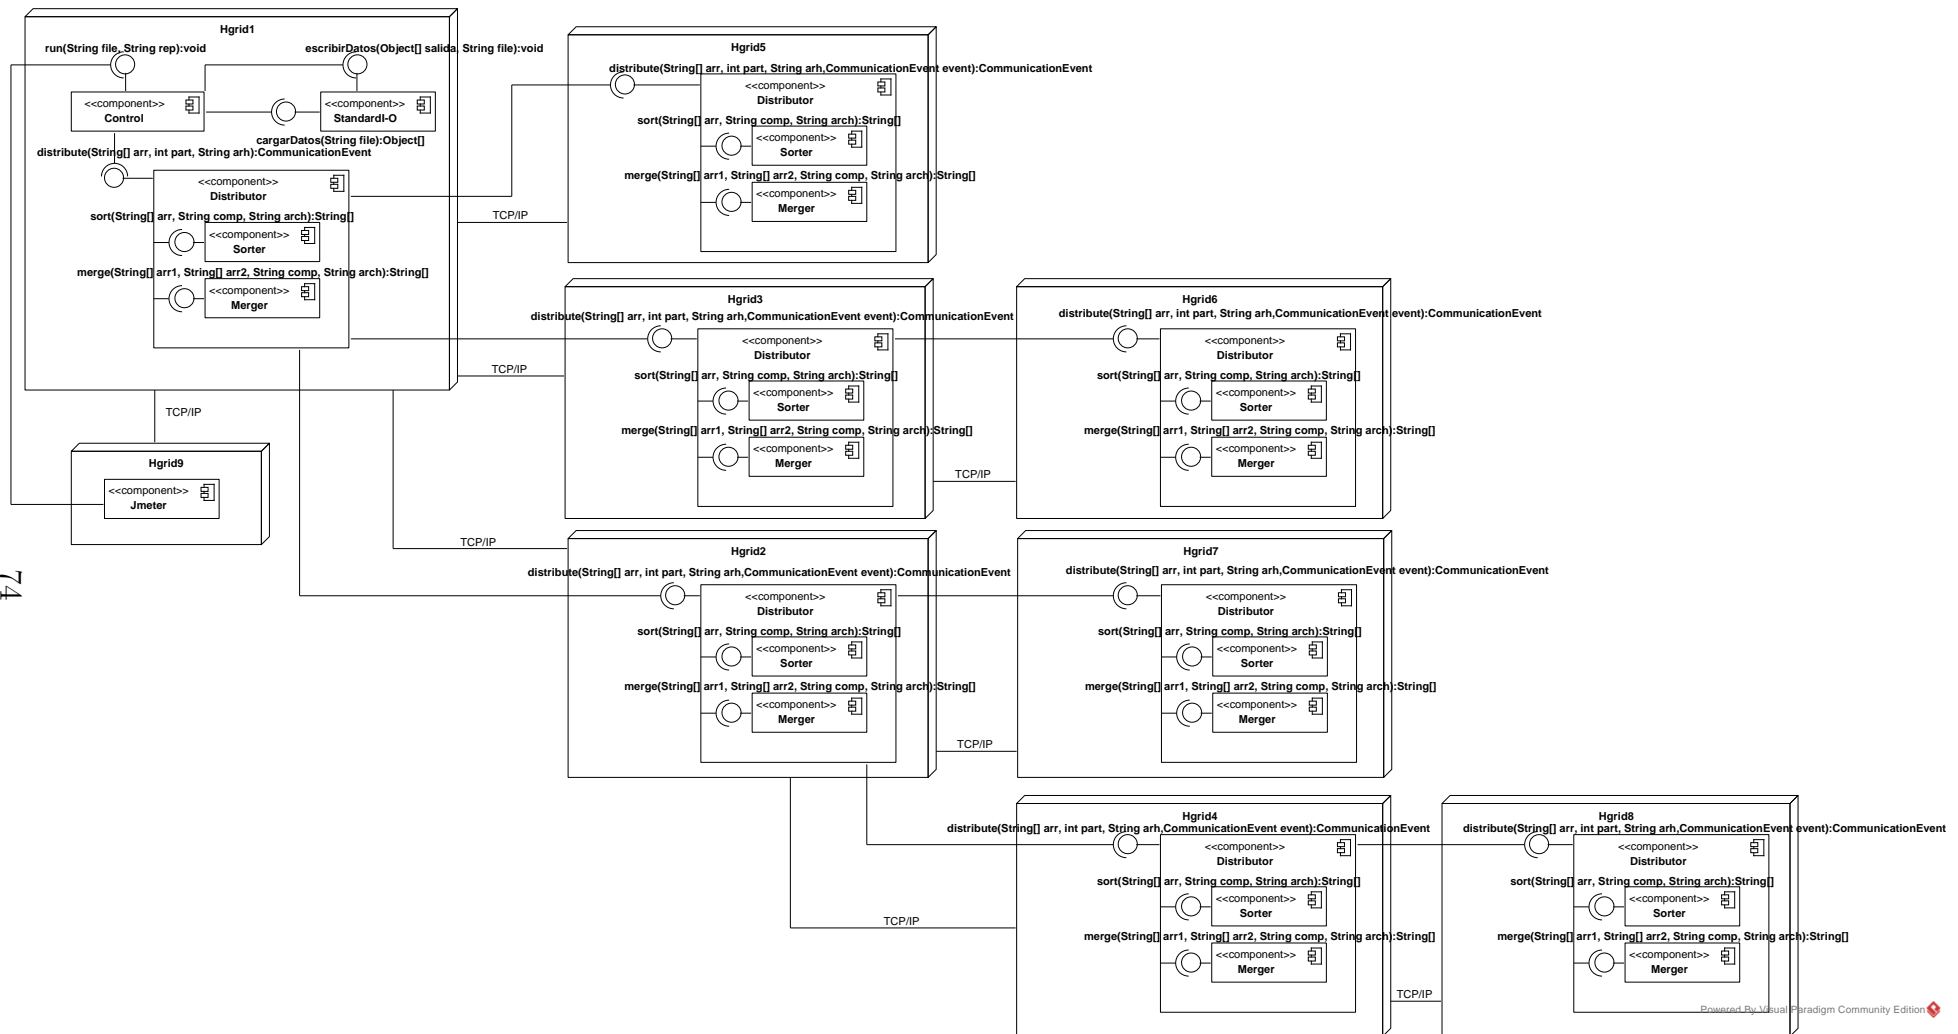 Hgrid1
run(String file, String rep):void
escribirDatos(Object[] salida, String file):void
<<component>>
Control
<<component>>
StandardI-O
cargarDatos(String file):Object[]
distribute(String[] arr, int part, String arh):CommunicationEvent
<<component>>
Distributor
sort(String[] arr, String comp, String arch):String[]
<<component>>
Sorter
merge(String[] arr1, String[] arr2, String comp, String arch):String[]
<<component>>
Merger
TCP/IP
Hgrid5
distribute(String[] arr, int part, String arh,CommunicationEvent event):CommunicationEvent
<<component>>
Distributor
sort(String[] arr, String comp, String arch):String[]
<<component>>
Sorter
merge(String[] arr1, String[] arr2, String comp, String arch):String[]
<<component>>
Merger
TCP/IP
Hgrid3
distribute(String[] arr, int part, String arh,CommunicationEvent event):CommunicationEvent
<<component>>
Distributor
sort(String[] arr, String comp, String arch):String[]
<<component>>
Sorter
merge(String[] arr1, String[] arr2, String comp, String arch):String[]
<<component>>
Merger
TCP/IP
Hgrid6
distribute(String[] arr, int part, String arh,CommunicationEvent event):CommunicationEvent
<<component>>
Distributor
sort(String[] arr, String comp, String arch):String[]
<<component>>
Sorter
merge(String[] arr1, String[] arr2, String comp, String arch):String[]
<<component>>
Merger
TCP/IP
Hgrid9
<<component>>
Jmeter
74
TCP/IP
Hgrid2
distribute(String[] arr, int part, String arh,CommunicationEvent event):CommunicationEvent
<<component>>
Distributor
sort(String[] arr, String comp, String arch):String[]
<<component>>
Sorter
merge(String[] arr1, String[] arr2, String comp, String arch):String[]
<<component>>
Merger
TCP/IP
Hgrid7
distribute(String[] arr, int part, String arh,CommunicationEvent event):CommunicationEvent
<<component>>
Distributor
sort(String[] arr, String comp, String arch):String[]
<<component>>
Sorter
merge(String[] arr1, String[] arr2, String comp, String arch):String[]
<<component>>
Merger
TCP/IP
Hgrid4
distribute(String[] arr, int part, String arh,CommunicationEvent event):CommunicationEvent
<<component>>
Distributor
sort(String[] arr, String comp, String arch):String[]
<<component>>
Sorter
merge(String[] arr1, String[] arr2, String comp, String arch):String[]
<<component>>
Merger
TCP/IP
Hgrid8
distribute(String[] arr, int part, String arh,CommunicationEvent event):CommunicationEvent
<<component>>
Distributor
sort(String[] arr, String comp, String arch):String[]
<<component>>
Sorter
merge(String[] arr1, String[] arr2, String comp, String arch):String[]
<<component>>
Merger
Powered By Visual Paradigm Community Edition